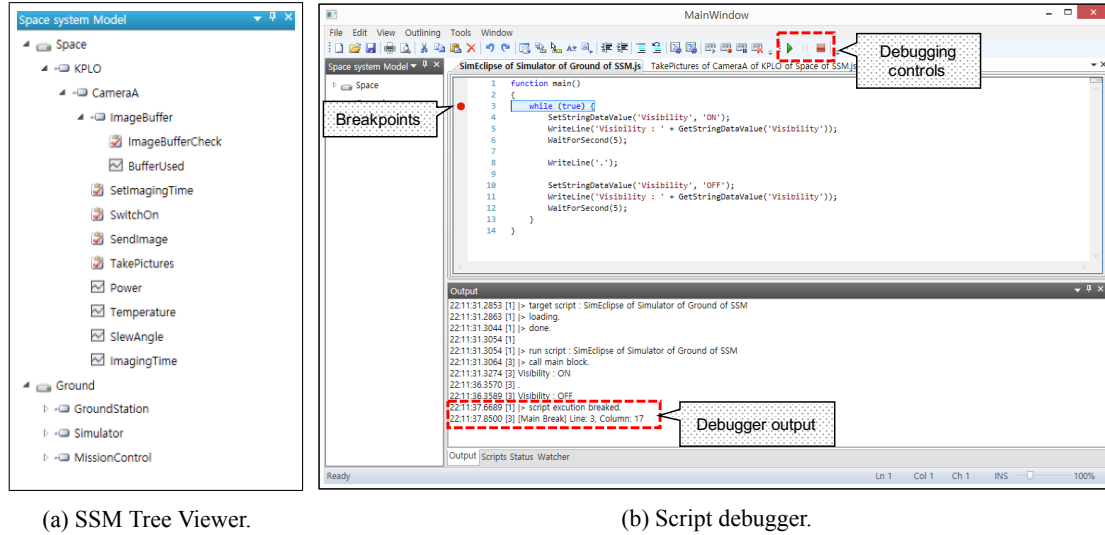 Space system Model
Space
KPLO
CameraA
ImageBuffer
ImageBufferCheck
BufferUsed
SetImagingTime
SwitchOn
SendImage
TakePictures
Power
Temperature
SlewAngle
ImagingTime
Ground
GroundStation
Simulator
MissionControl
(a) SSM Tree Viewer.
MainWindow
File Edit View Outlining Tools Window
Debugging controls
Space system Model
Space
Breakpoints
SimEclipse of Simulator of Ground of SSM.js TakePictures of CameraA of KPLO of Space of SSM.js
1 function main()
2 {
3 while (true) {
4 SetStringDataValue('Visibility', 'ON');
5 WriteLine('Visibility : ' + GetStringDataValue('Visibility'));
6 WaitForSecond(5);
7
8 WriteLine('.');
9
10 SetStringDataValue('Visibility', 'OFF');
11 WriteLine('Visibility : ' + GetStringDataValue('Visibility'));
12 WaitForSecond(5);
13 }
14 }
Output
22:11:31.2853 [1] |> target script : SimEclipse of Simulator of Ground of SSM
22:11:31.2863 [1] |> loading.
22:11:31.3044 [1] |> done.
22:11:31.3054 [1]
22:11:31.3054 [1] |> run script : SimEclipse of Simulator of Ground of SSM
22:11:31.3064 [3] |> call main block.
22:11:31.3274 [3] Visibility : ON
22:11:36.3570 [3] .
22:11:36.3589 [3] Visibility : OFF
22:11:37.6689 [1] |> script excution breaked.
22:11:37.8500 [3] [Main Break] Line: 3, Column: 17
Debugger output
Output Scripts Status Watcher
Ready Ln 1 Col 1 Ch 1 INS 100%
(b) Script debugger.